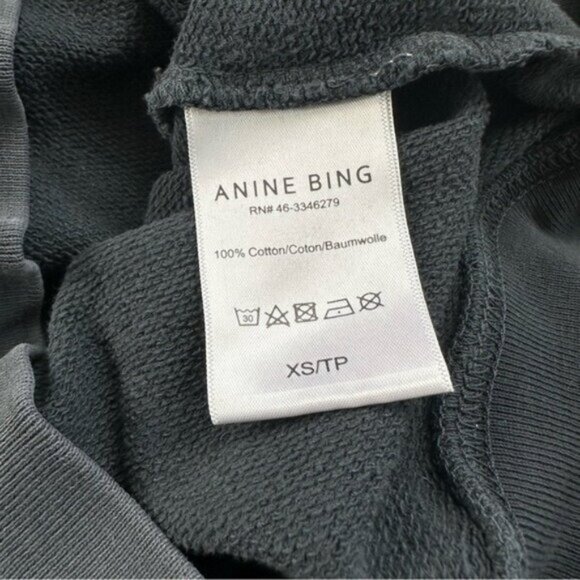 ANINE BING
RN# 46-3346279
100% Cotton/Coton/Baumwolle
30
XS/TP